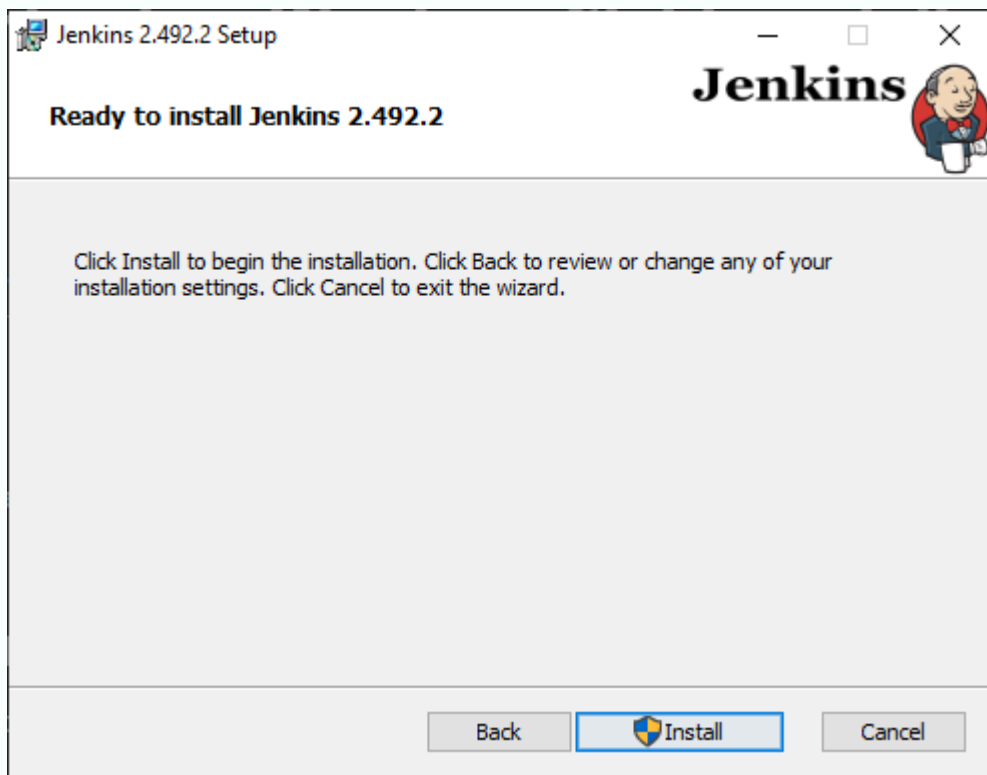 Jenkins 2.492.2 Setup
Jenkins
Ready to install Jenkins 2.492.2
Click Install to begin the installation. Click Back to review or change any of your
installation settings. Click Cancel to exit the wizard.
Back
Install
Cancel